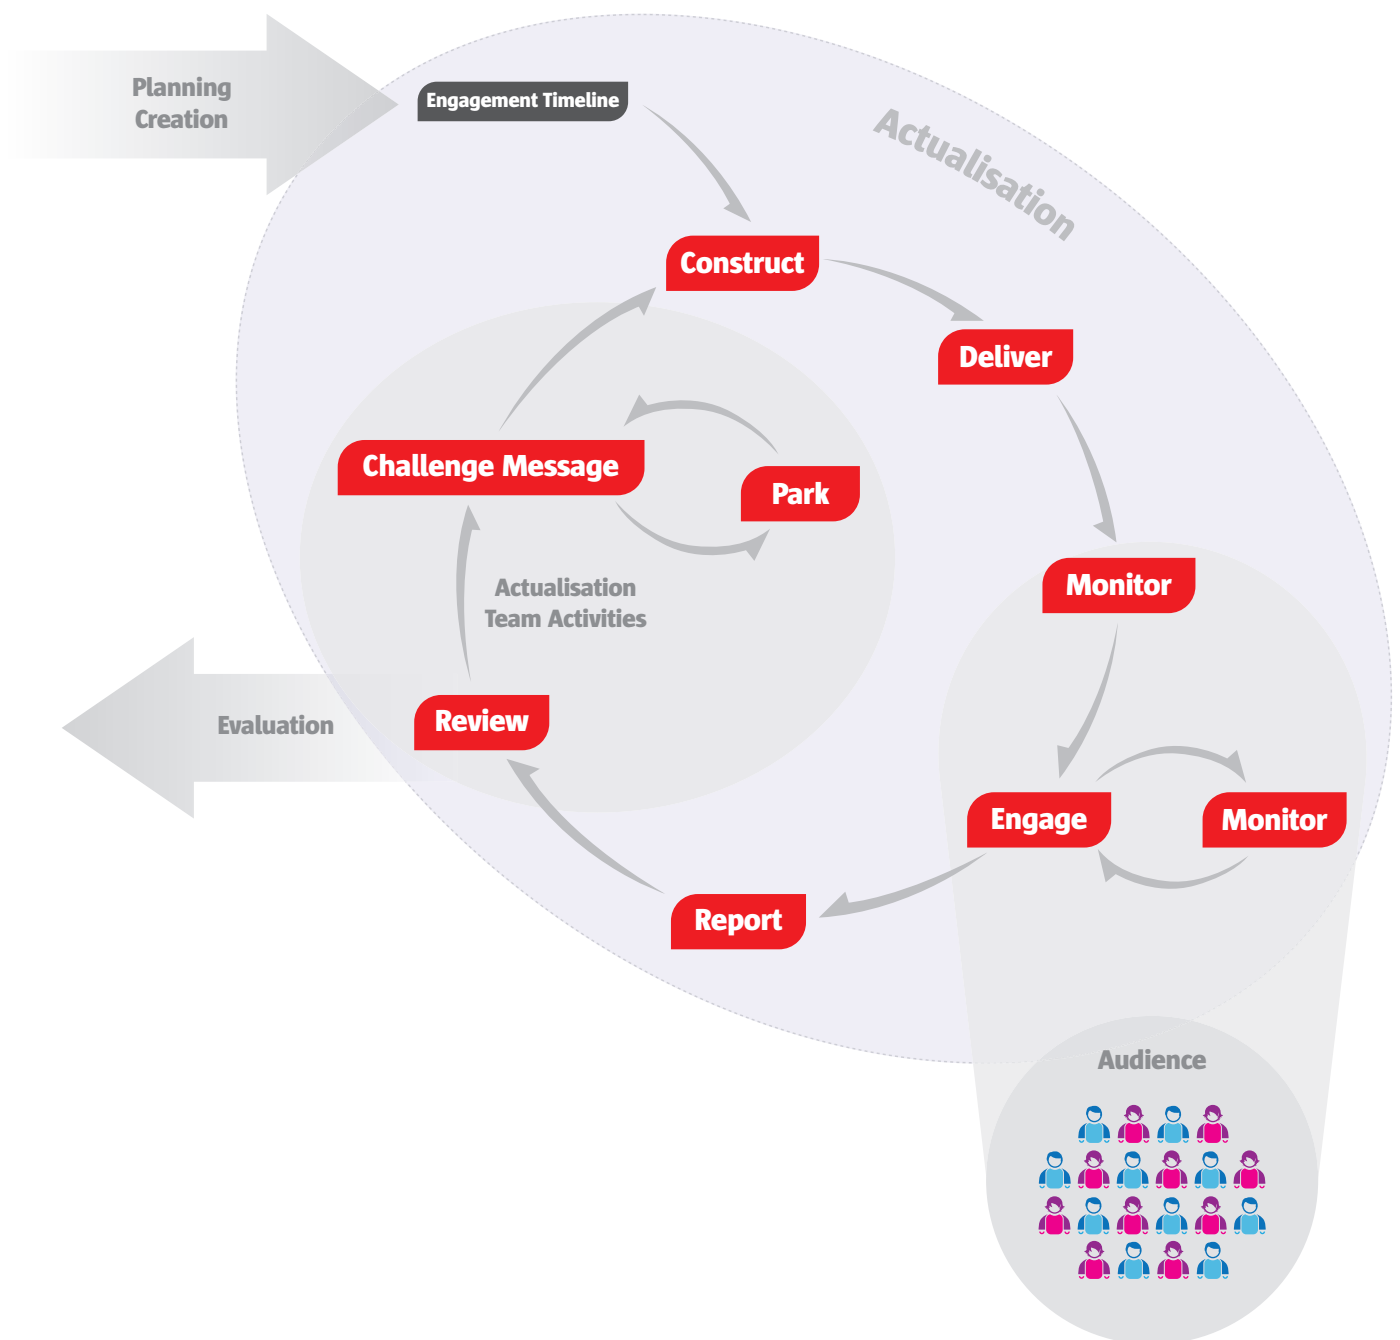 Planning
Creation
Engagement Timeline
Actualisation
Construct
Deliver
Challenge Message
Park
Monitor
Actualisation
Team Activities
Review
Evaluation
Engage
Monitor
Report
Audience